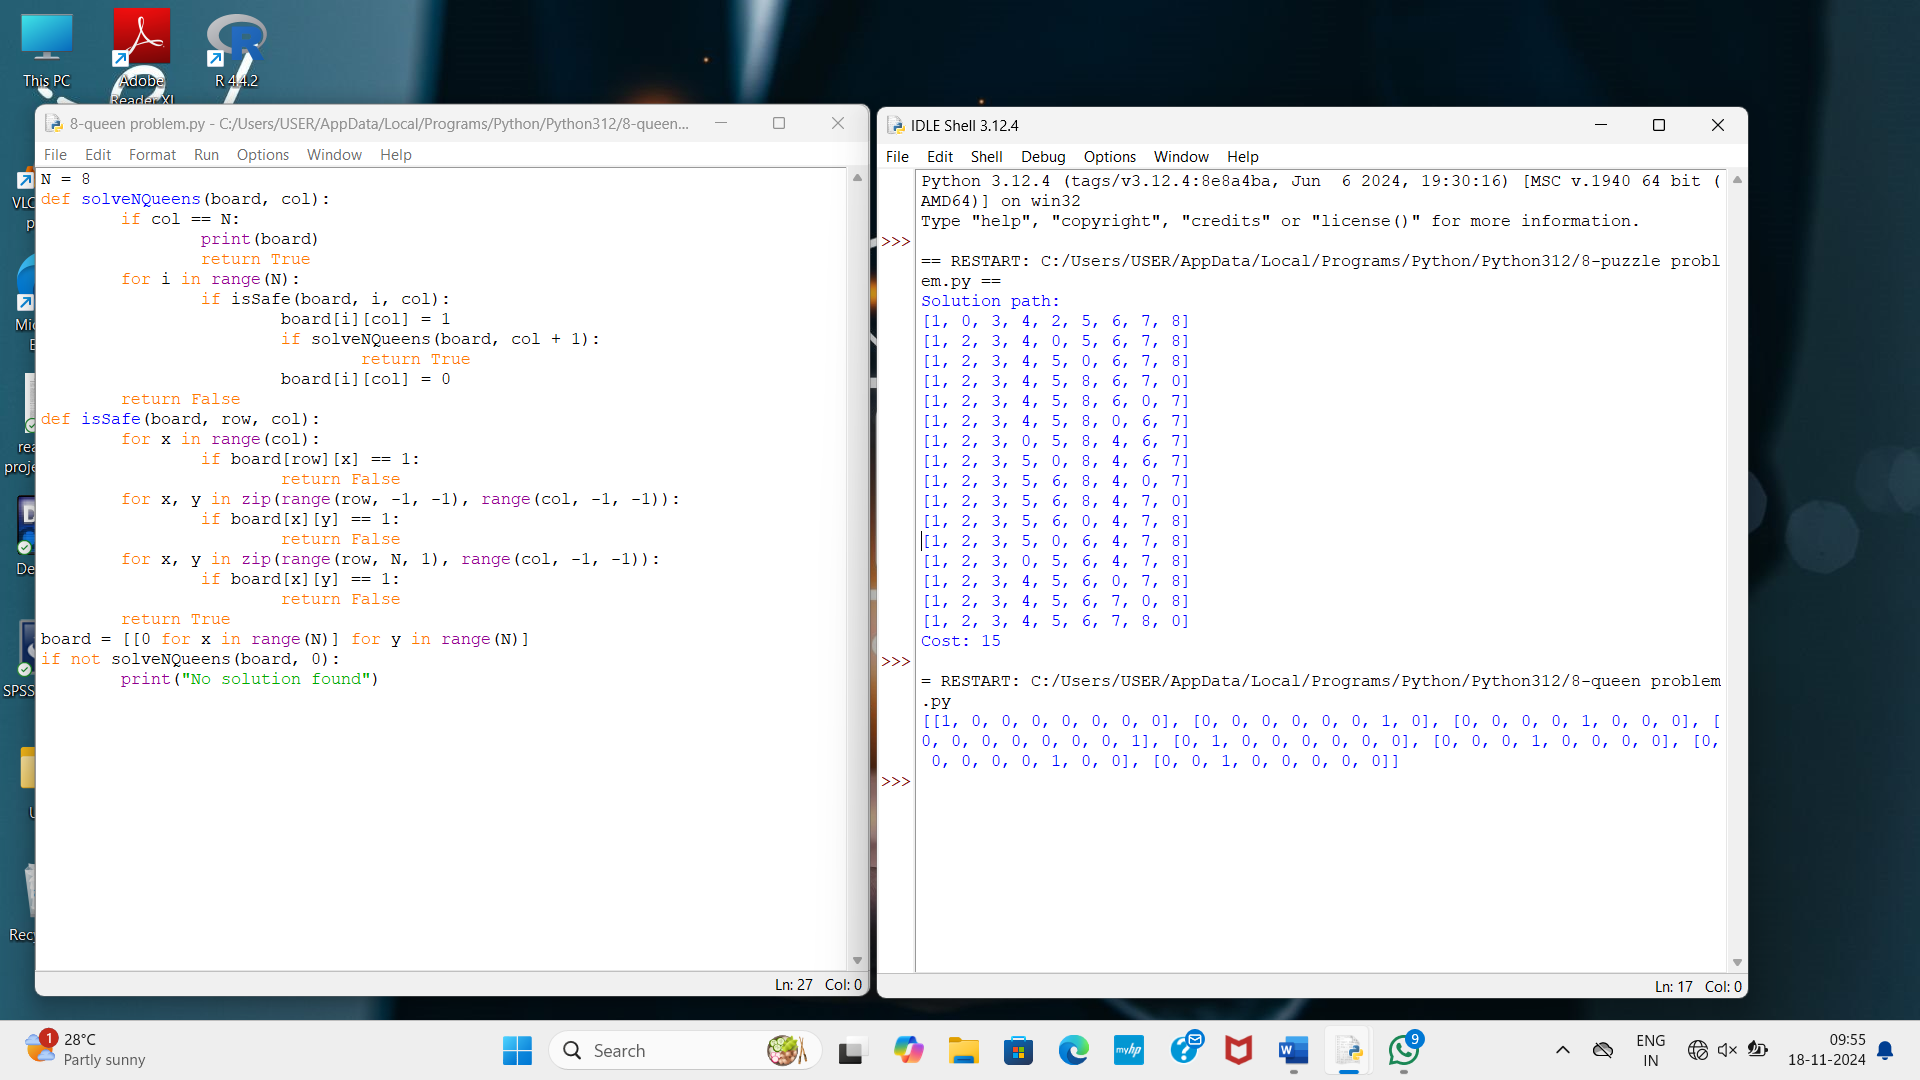 This PC
Adobe
Reader XI
R 4.4.2
8-queen problem.py - C:/Users/USER/AppData/Local/Programs/Python/Python312/8-queen...
File Edit Format Run Options Window Help
N = 8
def solveNQueens(board, col):
        if col == N:
                print(board)
                return True
        for i in range(N):
                if isSafe(board, i, col):
                        board[i][col] = 1
                        if solveNQueens(board, col + 1):
                                return True
                        board[i][col] = 0
        return False
def isSafe(board, row, col):
        for x in range(col):
                if board[row][x] == 1:
                        return False
        for x, y in zip(range(row, -1, -1), range(col, -1, -1)):
                if board[x][y] == 1:
                        return False
        for x, y in zip(range(row, N, 1), range(col, -1, -1)):
                if board[x][y] == 1:
                        return False
        return True
board = [[0 for x in range(N)] for y in range(N)]
if not solveNQueens(board, 0):
        print("No solution found")
Ln: 27 Col: 0
IDLE Shell 3.12.4
File Edit Shell Debug Options Window Help
Python 3.12.4 (tags/v3.12.4:8e8a4ba, Jun  6 2024, 19:30:16) [MSC v.1940 64 bit (
AMD64)] on win32
Type "help", "copyright", "credits" or "license()" for more information.
>>>
== RESTART: C:/Users/USER/AppData/Local/Programs/Python/Python312/8-puzzle probl
em.py ==
Solution path:
[1, 0, 3, 4, 2, 5, 6, 7, 8]
[1, 2, 3, 4, 0, 5, 6, 7, 8]
[1, 2, 3, 4, 5, 0, 6, 7, 8]
[1, 2, 3, 4, 5, 8, 6, 7, 0]
[1, 2, 3, 4, 5, 8, 6, 0, 7]
[1, 2, 3, 4, 5, 8, 0, 6, 7]
[1, 2, 3, 0, 5, 8, 4, 6, 7]
[1, 2, 3, 5, 0, 8, 4, 6, 7]
[1, 2, 3, 5, 6, 8, 4, 0, 7]
[1, 2, 3, 5, 6, 8, 4, 7, 0]
[1, 2, 3, 5, 6, 0, 4, 7, 8]
[1, 2, 3, 5, 0, 6, 4, 7, 8]
[1, 2, 3, 0, 5, 6, 4, 7, 8]
[1, 2, 3, 4, 5, 6, 0, 7, 8]
[1, 2, 3, 4, 5, 6, 7, 0, 8]
[1, 2, 3, 4, 5, 6, 7, 8, 0]
Cost: 15
>>>
= RESTART: C:/Users/USER/AppData/Local/Programs/Python/Python312/8-queen problem
.py
[[1, 0, 0, 0, 0, 0, 0, 0], [0, 0, 0, 0, 0, 0, 1, 0], [0, 0, 0, 0, 1, 0, 0, 0], [
0, 0, 0, 0, 0, 0, 0, 1], [0, 1, 0, 0, 0, 0, 0, 0], [0, 0, 0, 1, 0, 0, 0, 0], [0,
 0, 0, 0, 0, 1, 0, 0], [0, 0, 1, 0, 0, 0, 0, 0]]
>>>
Ln: 17 Col: 0
VLC
Mic
rea
proje
De
SPSS
Rec
1
28°C
Partly sunny
Search
myhp
9
ENG
IN
09:55
18-11-2024